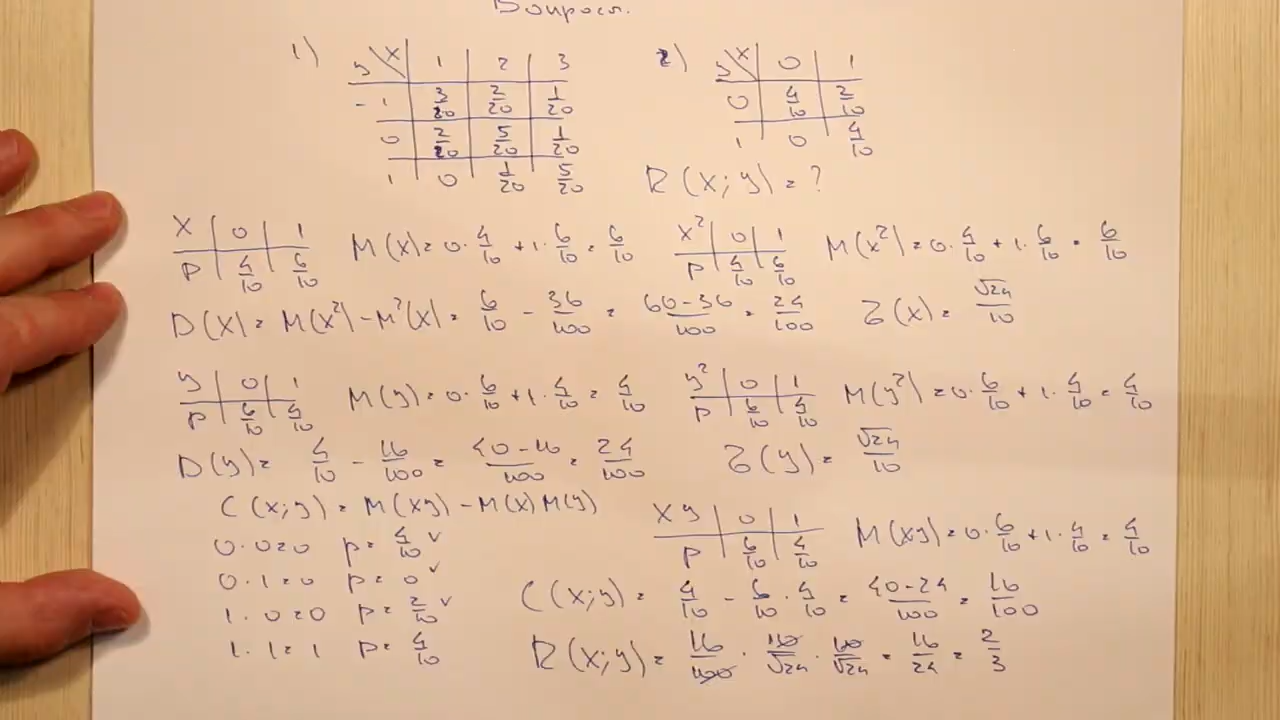 Вопросы.
1) y\x 1 2 3
-1 3/20 2/20 1/20
0 2/20 5/20 1/20
1 0 1/20 5/20
2) y\x 0 1
0 4/10 2/10
1 0 4/10
R(x;y) = ?
x 0 1
p 4/10 6/10
M(x) = 0·4/10 + 1·6/10 = 6/10
x² 0 1
p 4/10 6/10
M(x²) = 0·4/10 + 1·6/10 = 6/10
D(x) = M(x²) - M²(x) = 6/10 - 36/100 = (60-36)/100 = 24/100
σ(x) = √24/10
y 0 1
p 6/10 4/10
M(y) = 0·6/10 + 1·4/10 = 4/10
y² 0 1
p 6/10 4/10
M(y²) = 0·6/10 + 1·4/10 = 4/10
D(y) = 4/10 - 16/100 = (40-16)/100 = 24/100
σ(y) = √24/10
C(x;y) = M(xy) - M(x)M(y)
0·0=0 p = 4/10 v
0·1=0 p = 0 v
1·0=0 p = 2/10 v
1·1=1 p = 4/10
xy 0 1
p 6/10 4/10
M(xy) = 0·6/10 + 1·4/10 = 4/10
C(x;y) = 4/10 - 6/10 · 4/10 = (40-24)/100 = 16/100
R(x;y) = 16/100 · 10/√24 · 10/√24 = 16/24 = 2/3